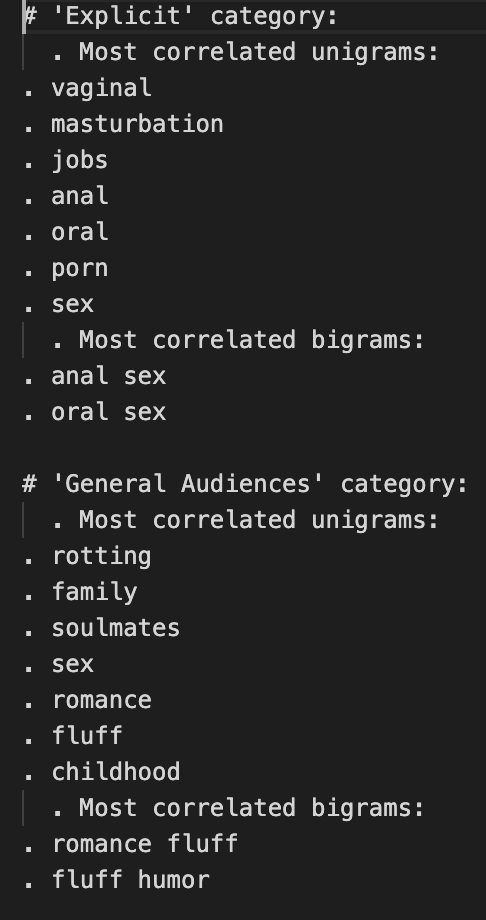 # 'Explicit' category:
. Most correlated unigrams:
. vaginal
. masturbation
. jobs
. anal
. oral
. porn
. sex
. Most correlated bigrams:
. anal sex
. oral sex
# 'General Audiences' category:
. Most correlated unigrams:
. rotting
. family
. soulmates
. sex
. romance
. fluff
. childhood
. Most correlated bigrams:
. romance fluff
. fluff humor